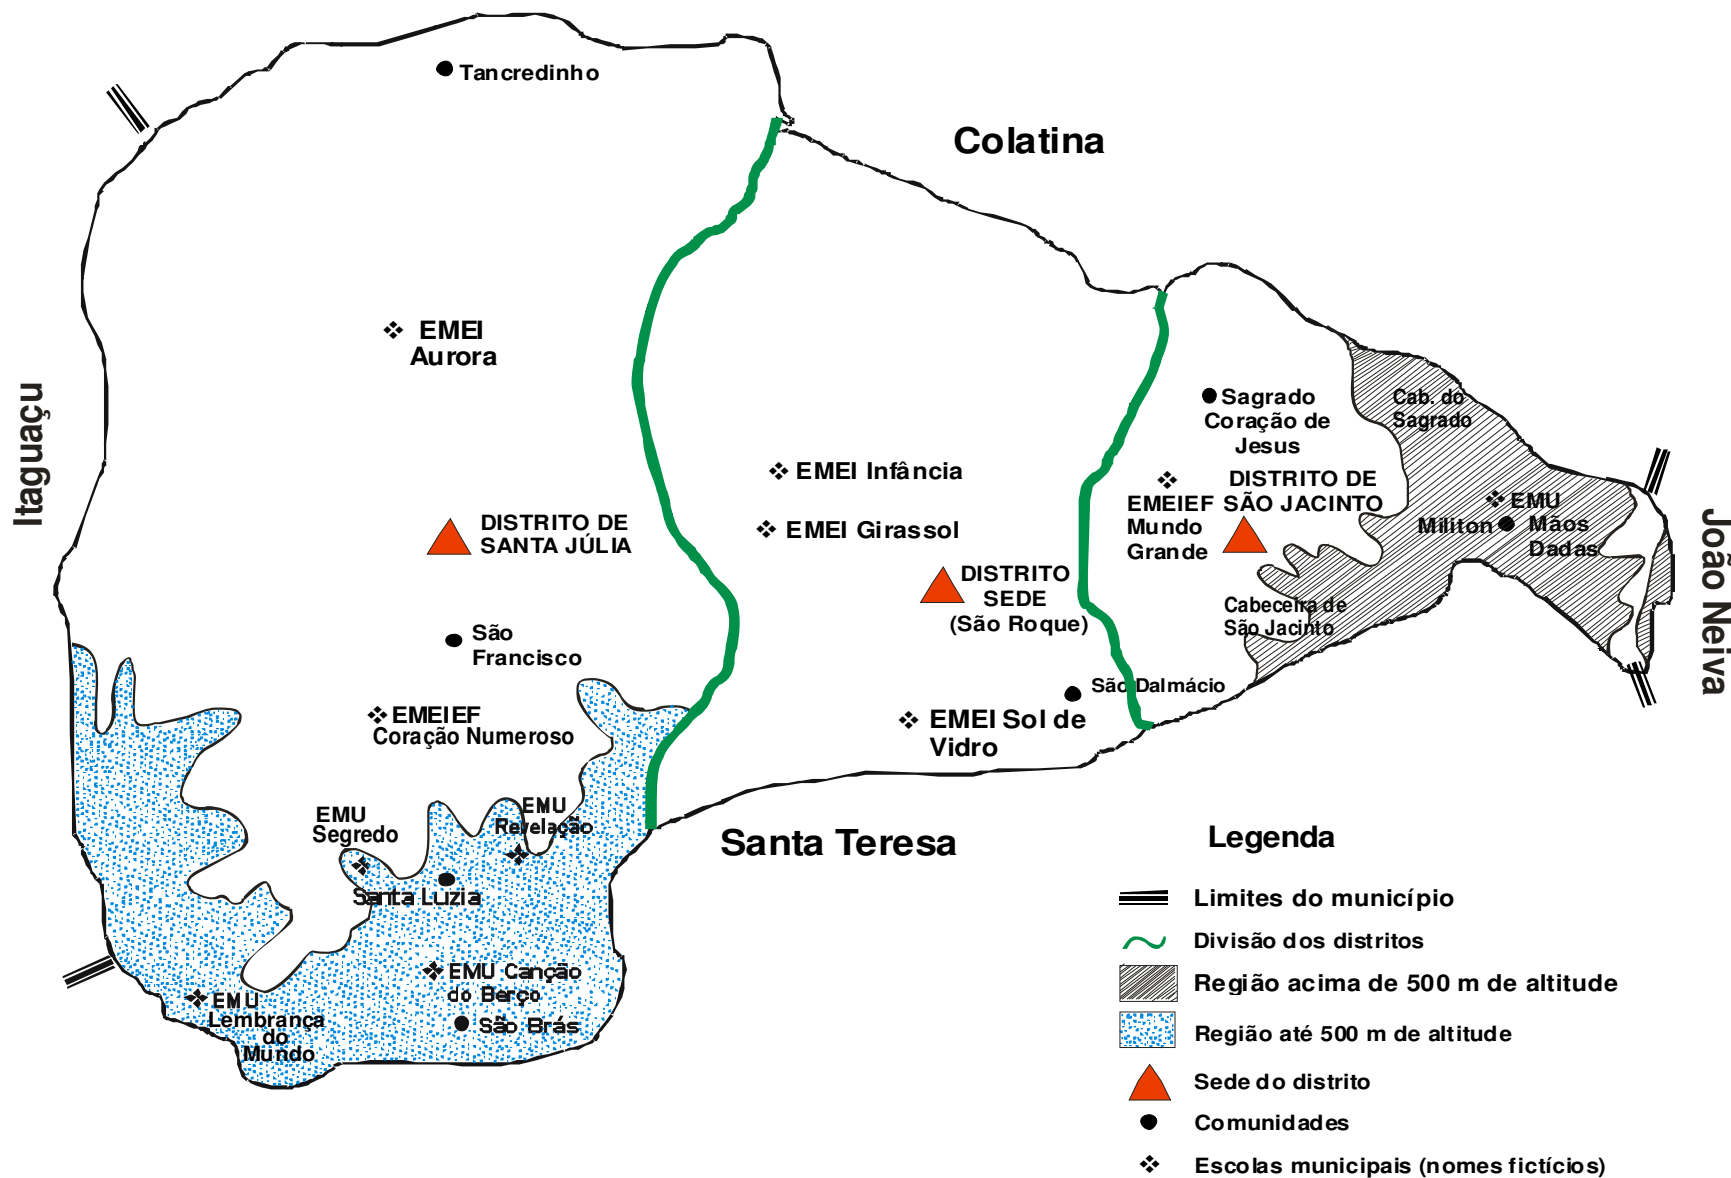 Tancredinho
Colatina
EMEI
Aurora
Itaguaçu
Sagrado
Coração de
Jesus
Cab. do
Sagrado
EMEI Infância
EMEI Girassol
DISTRITO DE
SANTA JÚLIA
DISTRITO DE
SÃO JACINTO
EMEIEF
Mundo
Grande
EMU
Mãos
Dadas
Militon
João Neiva
DISTRITO
SEDE
(São Roque)
Cabeceira de
São Jacinto
São
Francisco
São Dalmácio
EMEIEF
Coração Numeroso
EMEI Sol de
Vidro
EMU
Segredo
EMU
Revelação
Santa Luzia
Santa Teresa
EMU Canção
do Berço
São Brás
EMU
Lembrança
do
Mundo
Legenda
Limites do município
Divisão dos distritos
Região acima de 500 m de altitude
Região até 500 m de altitude
Sede do distrito
Comunidades
Escolas municipais (nomes fictícios)